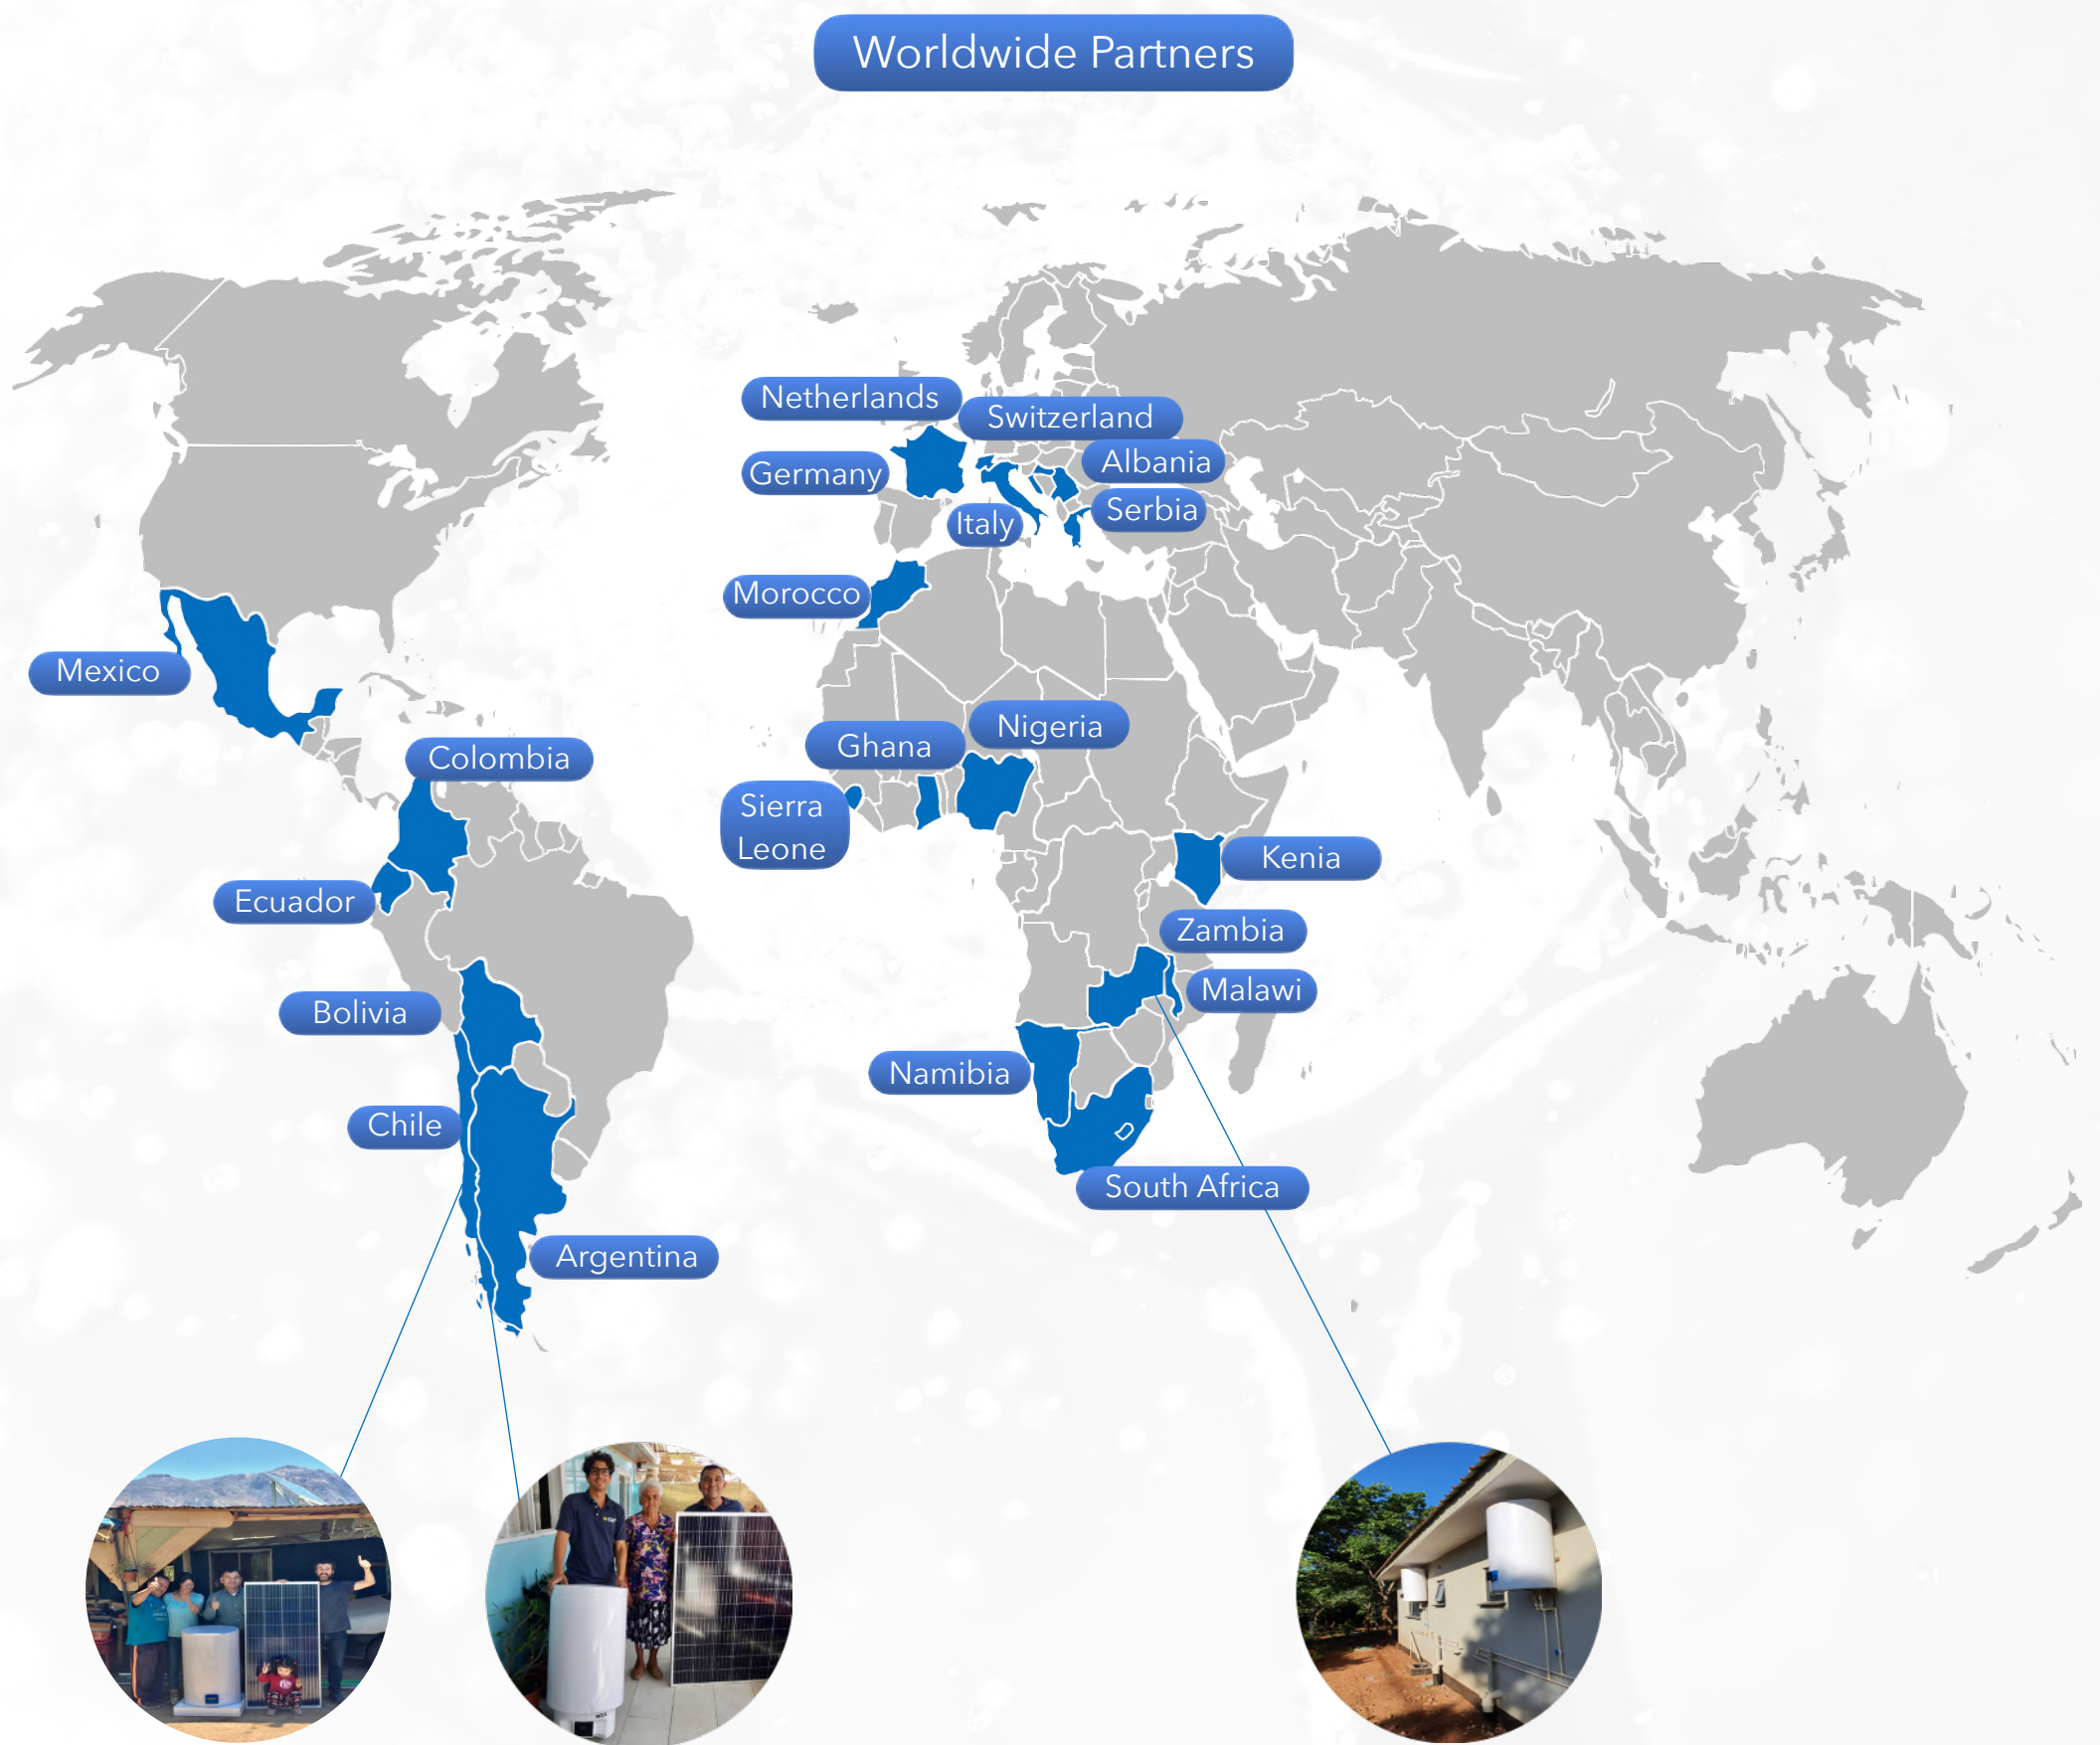 Worldwide Partners
Netherlands
Switzerland
Germany
Albania
Italy
Serbia
Morocco
Mexico
Nigeria
Ghana
Colombia
Sierra
Leone
Kenia
Ecuador
Zambia
Malawi
Bolivia
Namibia
Chile
South Africa
Argentina